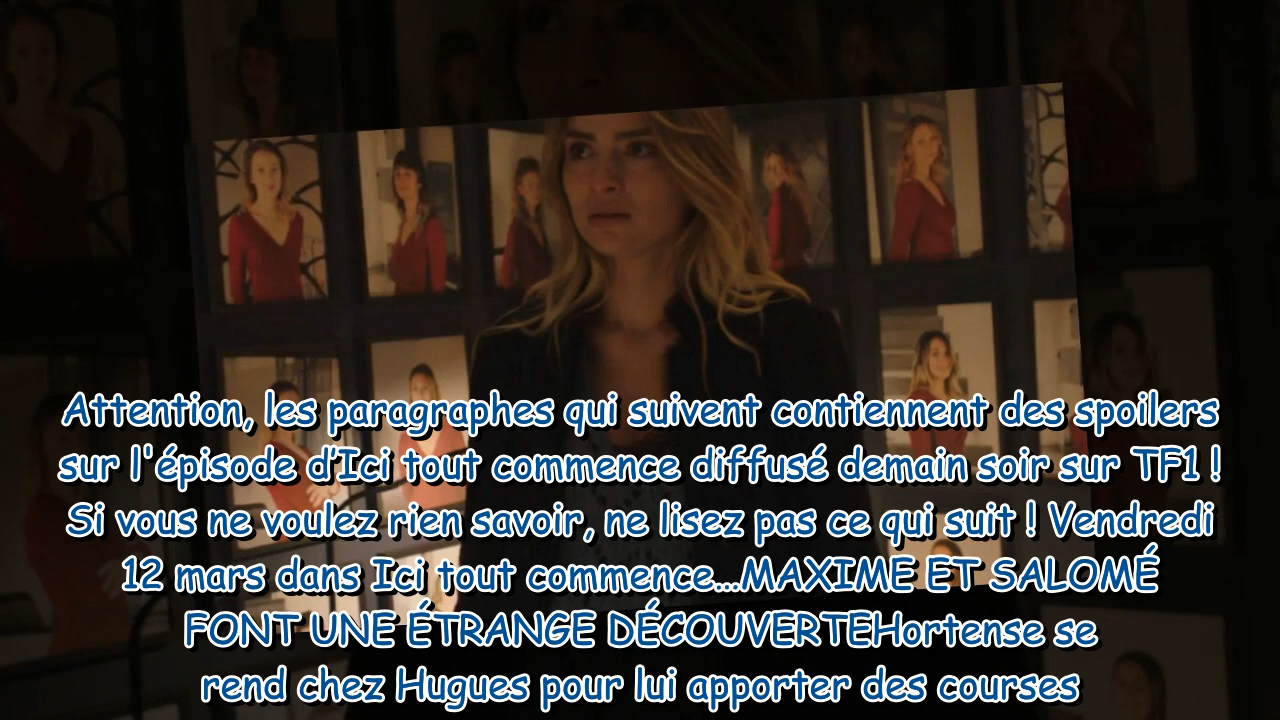 Attention, les paragraphes qui suivent contiennent des spoilers
sur l'épisode d’Ici tout commence diffusé demain soir sur TF1 !
Si vous ne voulez rien savoir, ne lisez pas ce qui suit ! Vendredi
12 mars dans Ici tout commence...MAXIME ET SALOMÉ
FONT UNE ÉTRANGE DÉCOUVERTEHortense se
rend chez Hugues pour lui apporter des courses